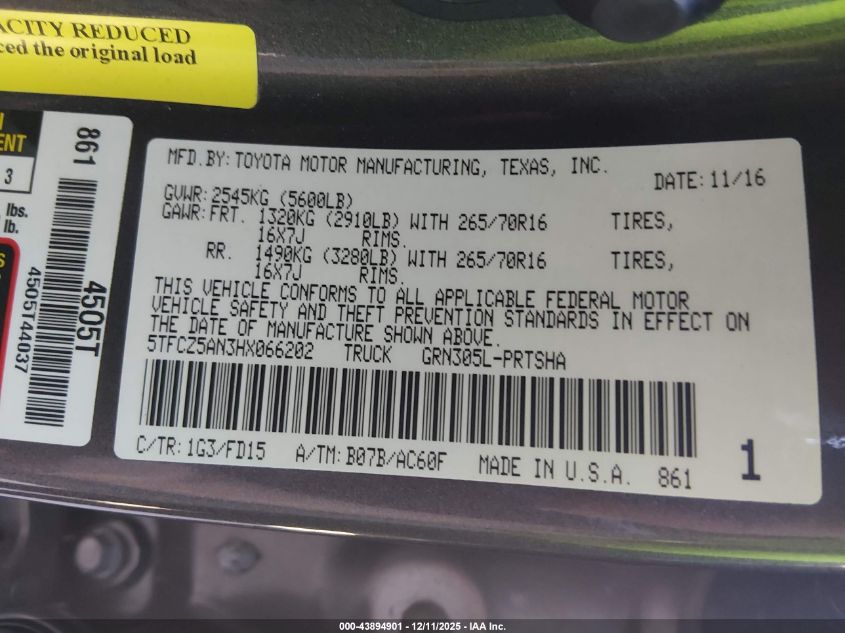 ACITY REDUCED
ced the original load
EMENT
3
lbs.
lb.
861
4505T
4505T44037
MFD.BY:TOYOTA MOTOR MANUFACTURING, TEXAS, INC.
DATE:11/16
GVWR:2545KG (5600LB)
GAWR:FRT. 1320KG (2910LB) WITH 265/70R16 TIRES,
16X7J RIMS.
RR. 1490KG (3280LB) WITH 265/70R16 TIRES,
16X7J RIMS.
THIS VEHICLE CONFORMS TO ALL APPLICABLE FEDERAL MOTOR
VEHICLE SAFETY AND THEFT PREVENTION STANDARDS IN EFFECT ON
THE DATE OF MANUFACTURE SHOWN ABOVE.
5TFCZ5AN3HX066202 TRUCK GRN305L-PRTSHA
C/TR:1G3/FD15 A/TM:B07B/AC60F MADE IN U.S.A. 861
1
000-43894901 - 12/11/2025 - IAA Inc.